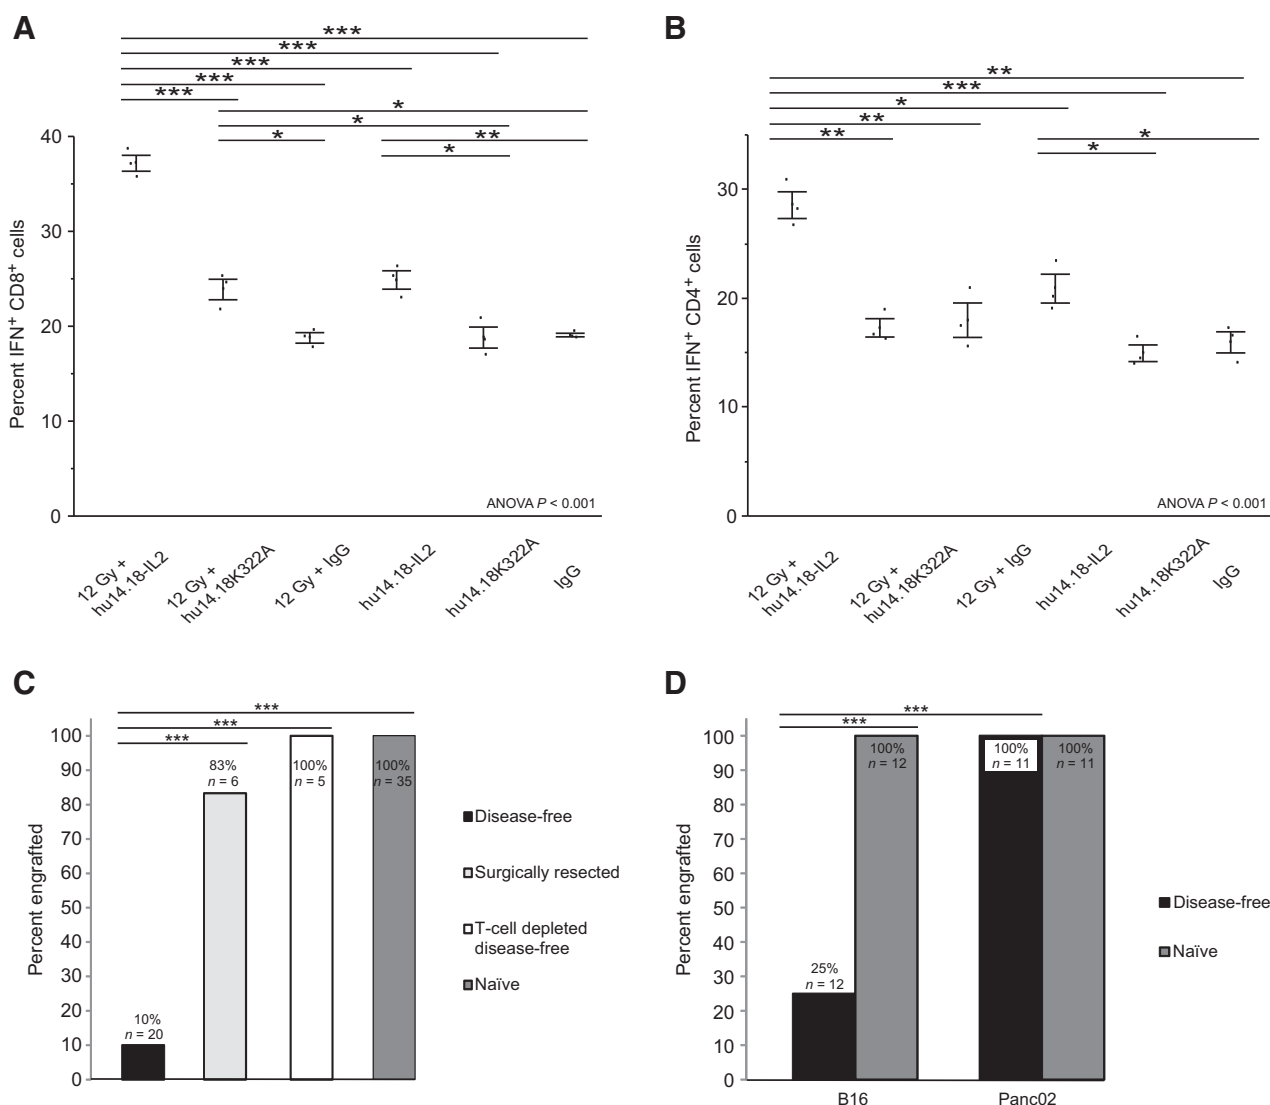 A
***
***
***
***
***
*
*
*
**
*
40
30
20
10
0
Percent IFN+ CD8+ cells
ANOVA P < 0.001
12 Gy +
hu14.18-IL2
12 Gy +
hu14.18K322A
12 Gy + IgG
hu14.18-IL2
hu14.18K322A
IgG
B
**
***
*
**
**
*
*
30
20
10
0
Percent IFN+ CD4+ cells
ANOVA P < 0.001
12 Gy +
hu14.18-IL2
12 Gy +
hu14.18K322A
12 Gy + IgG
hu14.18-IL2
hu14.18K322A
IgG
C
***
***
***
100
90
80
70
60
50
40
30
20
10
0
Percent engrafted
10%
n = 20
83%
n = 6
100%
n = 5
100%
n = 35
Disease-free
Surgically resected
T-cell depleted
disease-free
Naïve
D
***
***
100
90
80
70
60
50
40
30
20
10
0
Percent engrafted
25%
n = 12
100%
n = 12
100%
n = 11
100%
n = 11
B16
Panc02
Disease-free
Naïve